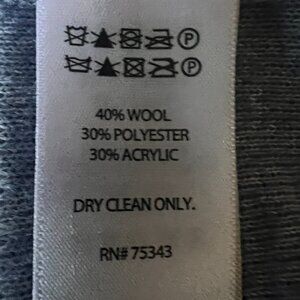 P
P
40% WOOL
30% POLYESTER
30% ACRYLIC
DRY CLEAN ONLY.
RN# 75343